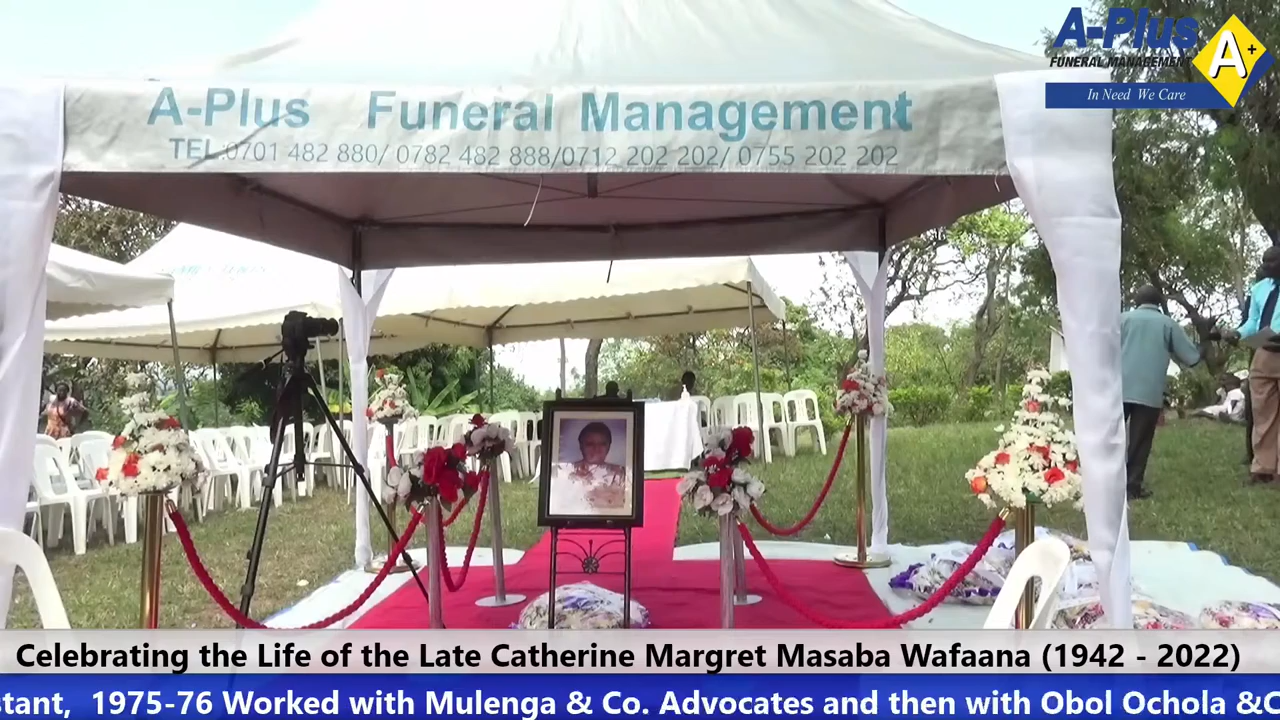 A-Plus
FUNERAL MANAGEMENT
In Need We Care
A+
A-Plus Funeral Management
TEL:0701 482 880/ 0782 482 888/0712 202 202/ 0755 202 202
Celebrating the Life of the Late Catherine Margret Masaba Wafaana (1942 - 2022)
stant, 1975-76 Worked with Mulenga & Co. Advocates and then with Obol Ochola &C